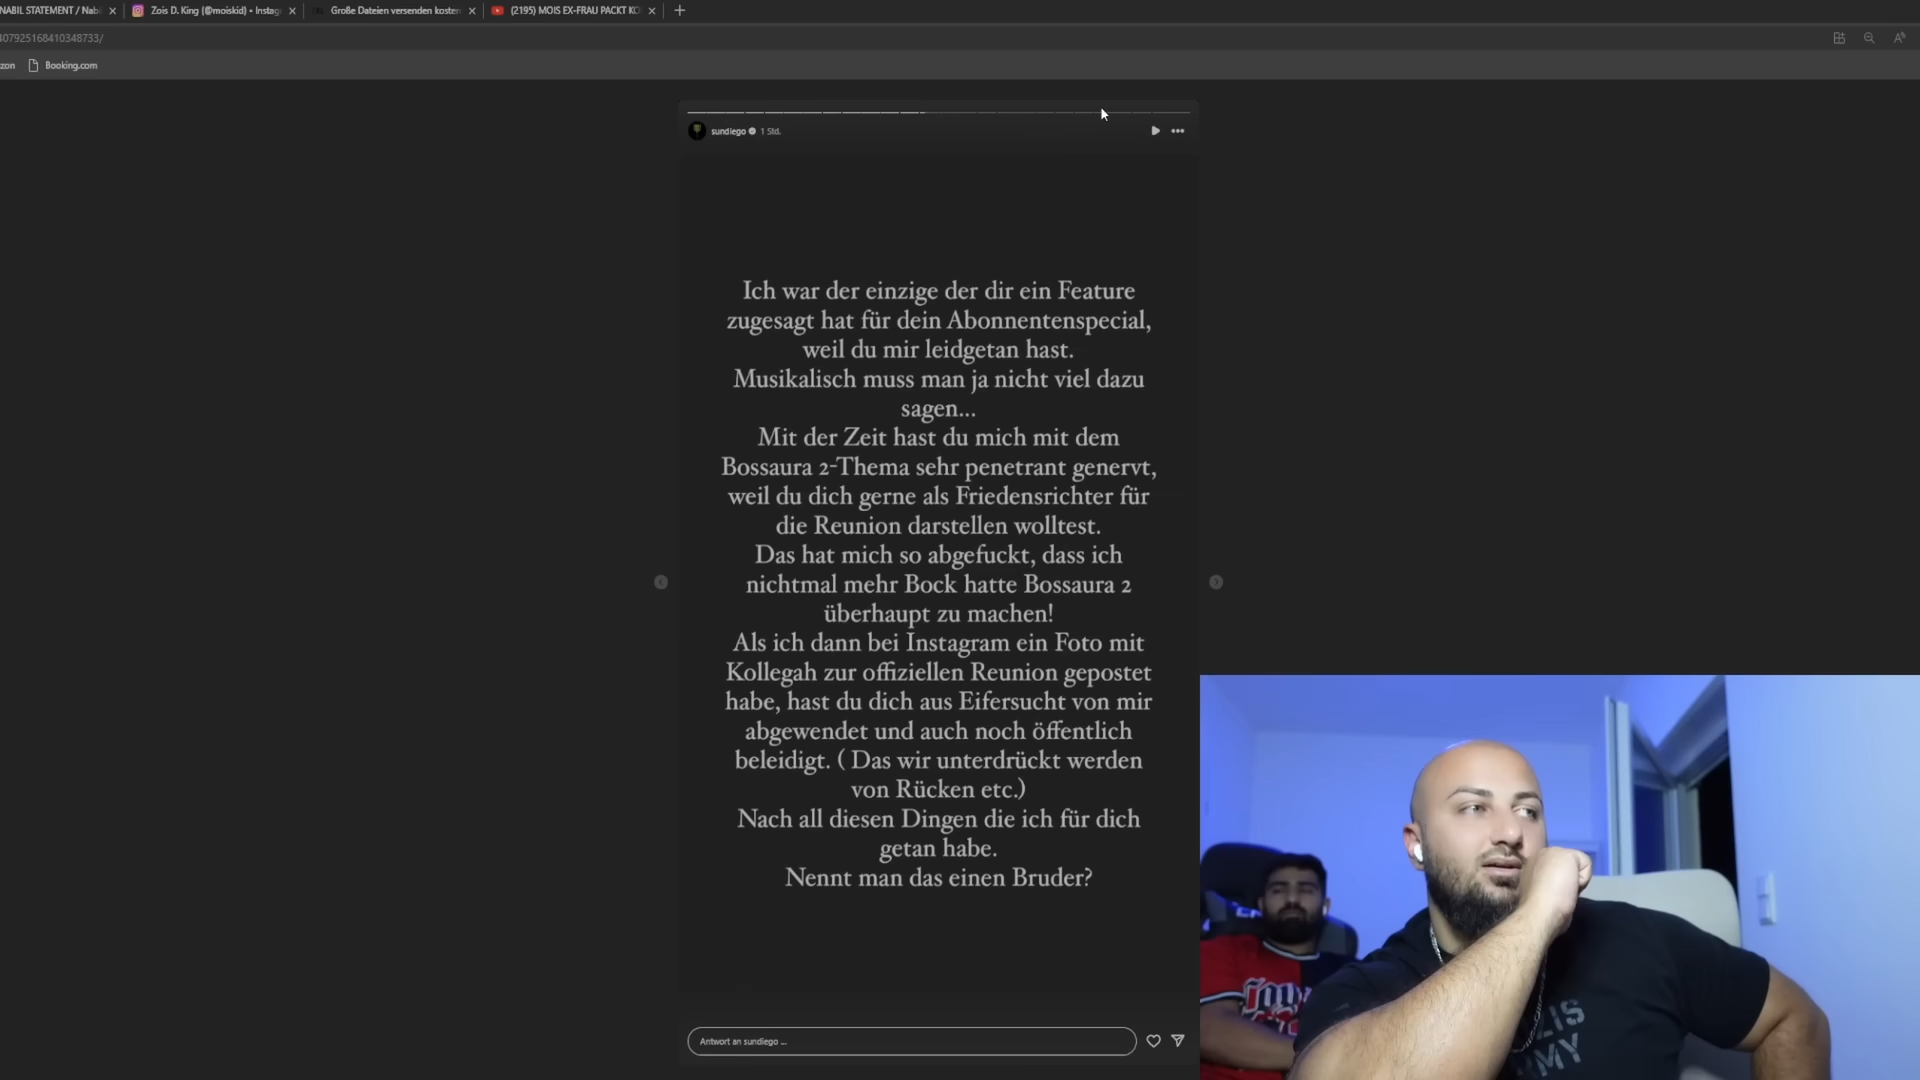 NABIL STATEMENT / Nabi
Zois D. King (@moiskid) • Instag
Große Dateien versenden kosten
(2195) MOIS EX-FRAU PACKT KO
407925168410348733/
zon
Booking.com
sundiego
1 Std.
Ich war der einzige der dir ein Feature
zugesagt hat für dein Abonnentenspecial,
weil du mir leidgetan hast.
Musikalisch muss man ja nicht viel dazu
sagen...
Mit der Zeit hast du mich mit dem
Bossaura 2-Thema sehr penetrant genervt,
weil du dich gerne als Friedensrichter für
die Reunion darstellen wolltest.
Das hat mich so abgefuckt, dass ich
nichtmal mehr Bock hatte Bossaura 2
überhaupt zu machen!
Als ich dann bei Instagram ein Foto mit
Kollegah zur offiziellen Reunion gepostet
habe, hast du dich aus Eifersucht von mir
abgewendet und auch noch öffentlich
beleidigt. ( Das wir unterdrückt werden
von Rücken etc.)
Nach all diesen Dingen die ich für dich
getan habe.
Nennt man das einen Bruder?
Antwort an sundiego ...